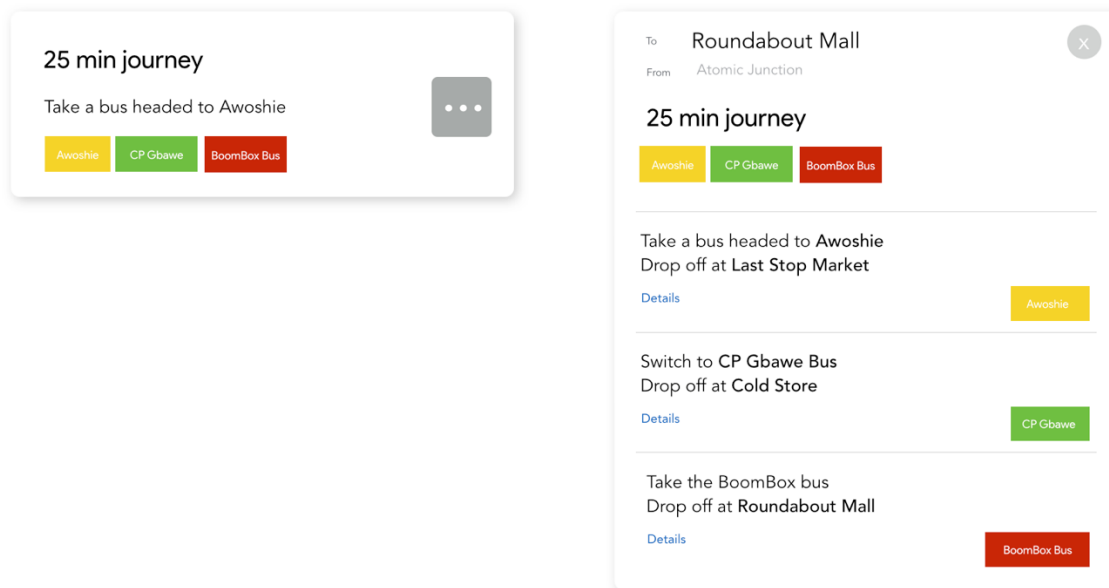 25 min journey
Take a bus headed to Awoshie
Awoshie CP Gbawe BoomBox Bus
To Roundabout Mall
X
From Atomic Junction
25 min journey
Awoshie CP Gbawe BoomBox Bus
Take a bus headed to Awoshie
Drop off at Last Stop Market
Details
Awoshie
Switch to CP Gbawe Bus
Drop off at Cold Store
Details
CP Gbawe
Take the BoomBox bus
Drop off at Roundabout Mall
Details
BoomBox Bus